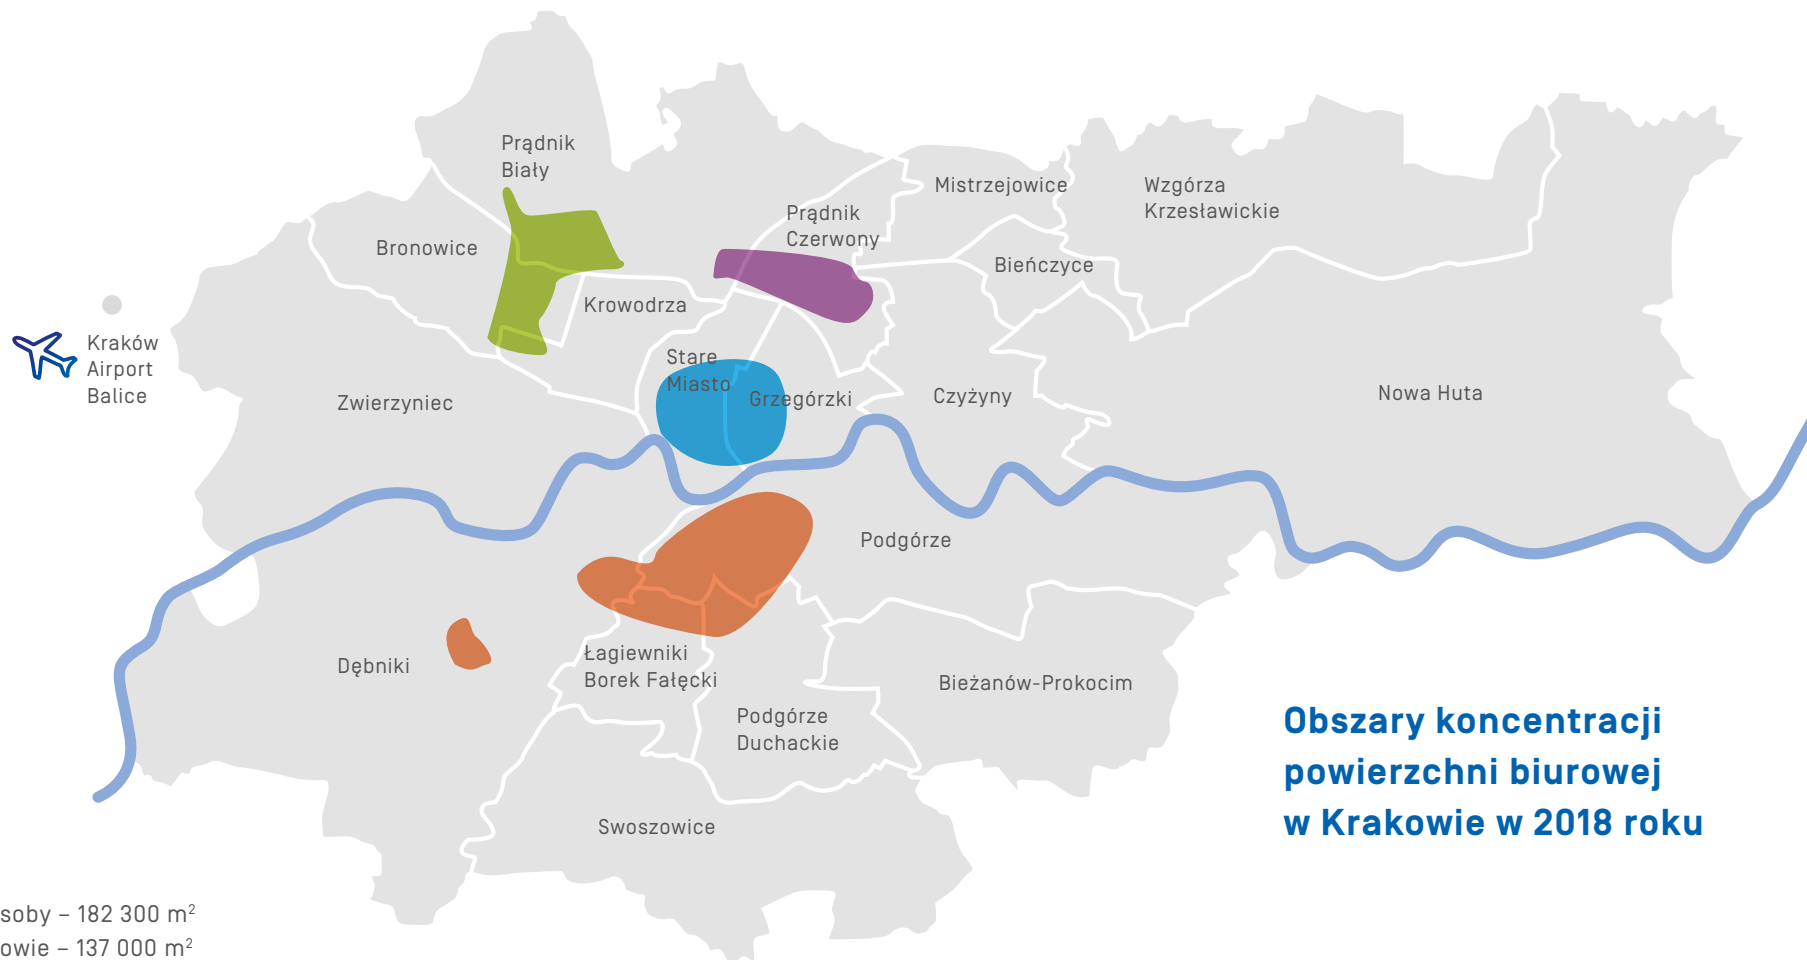 Prądnik
Biały
Mistrzejowice
Wzgórza
Krzesławickie
Prądnik
Czerwony
Bronowice
Bieńczyce
Krowodrza
Kraków
Airport
Balice
Stare
Miasto
Grzegórzki
Czyżyny
Nowa Huta
Zwierzyniec
Podgórze
Dębniki
Łagiewniki
Borek Fałęcki
Bieżanów-Prokocim
Podgórze
Duchackie
Obszary koncentracji
powierzchni biurowej
w Krakowie w 2018 roku
Swoszowice
soby – 182 300 m²
owie – 137 000 m²